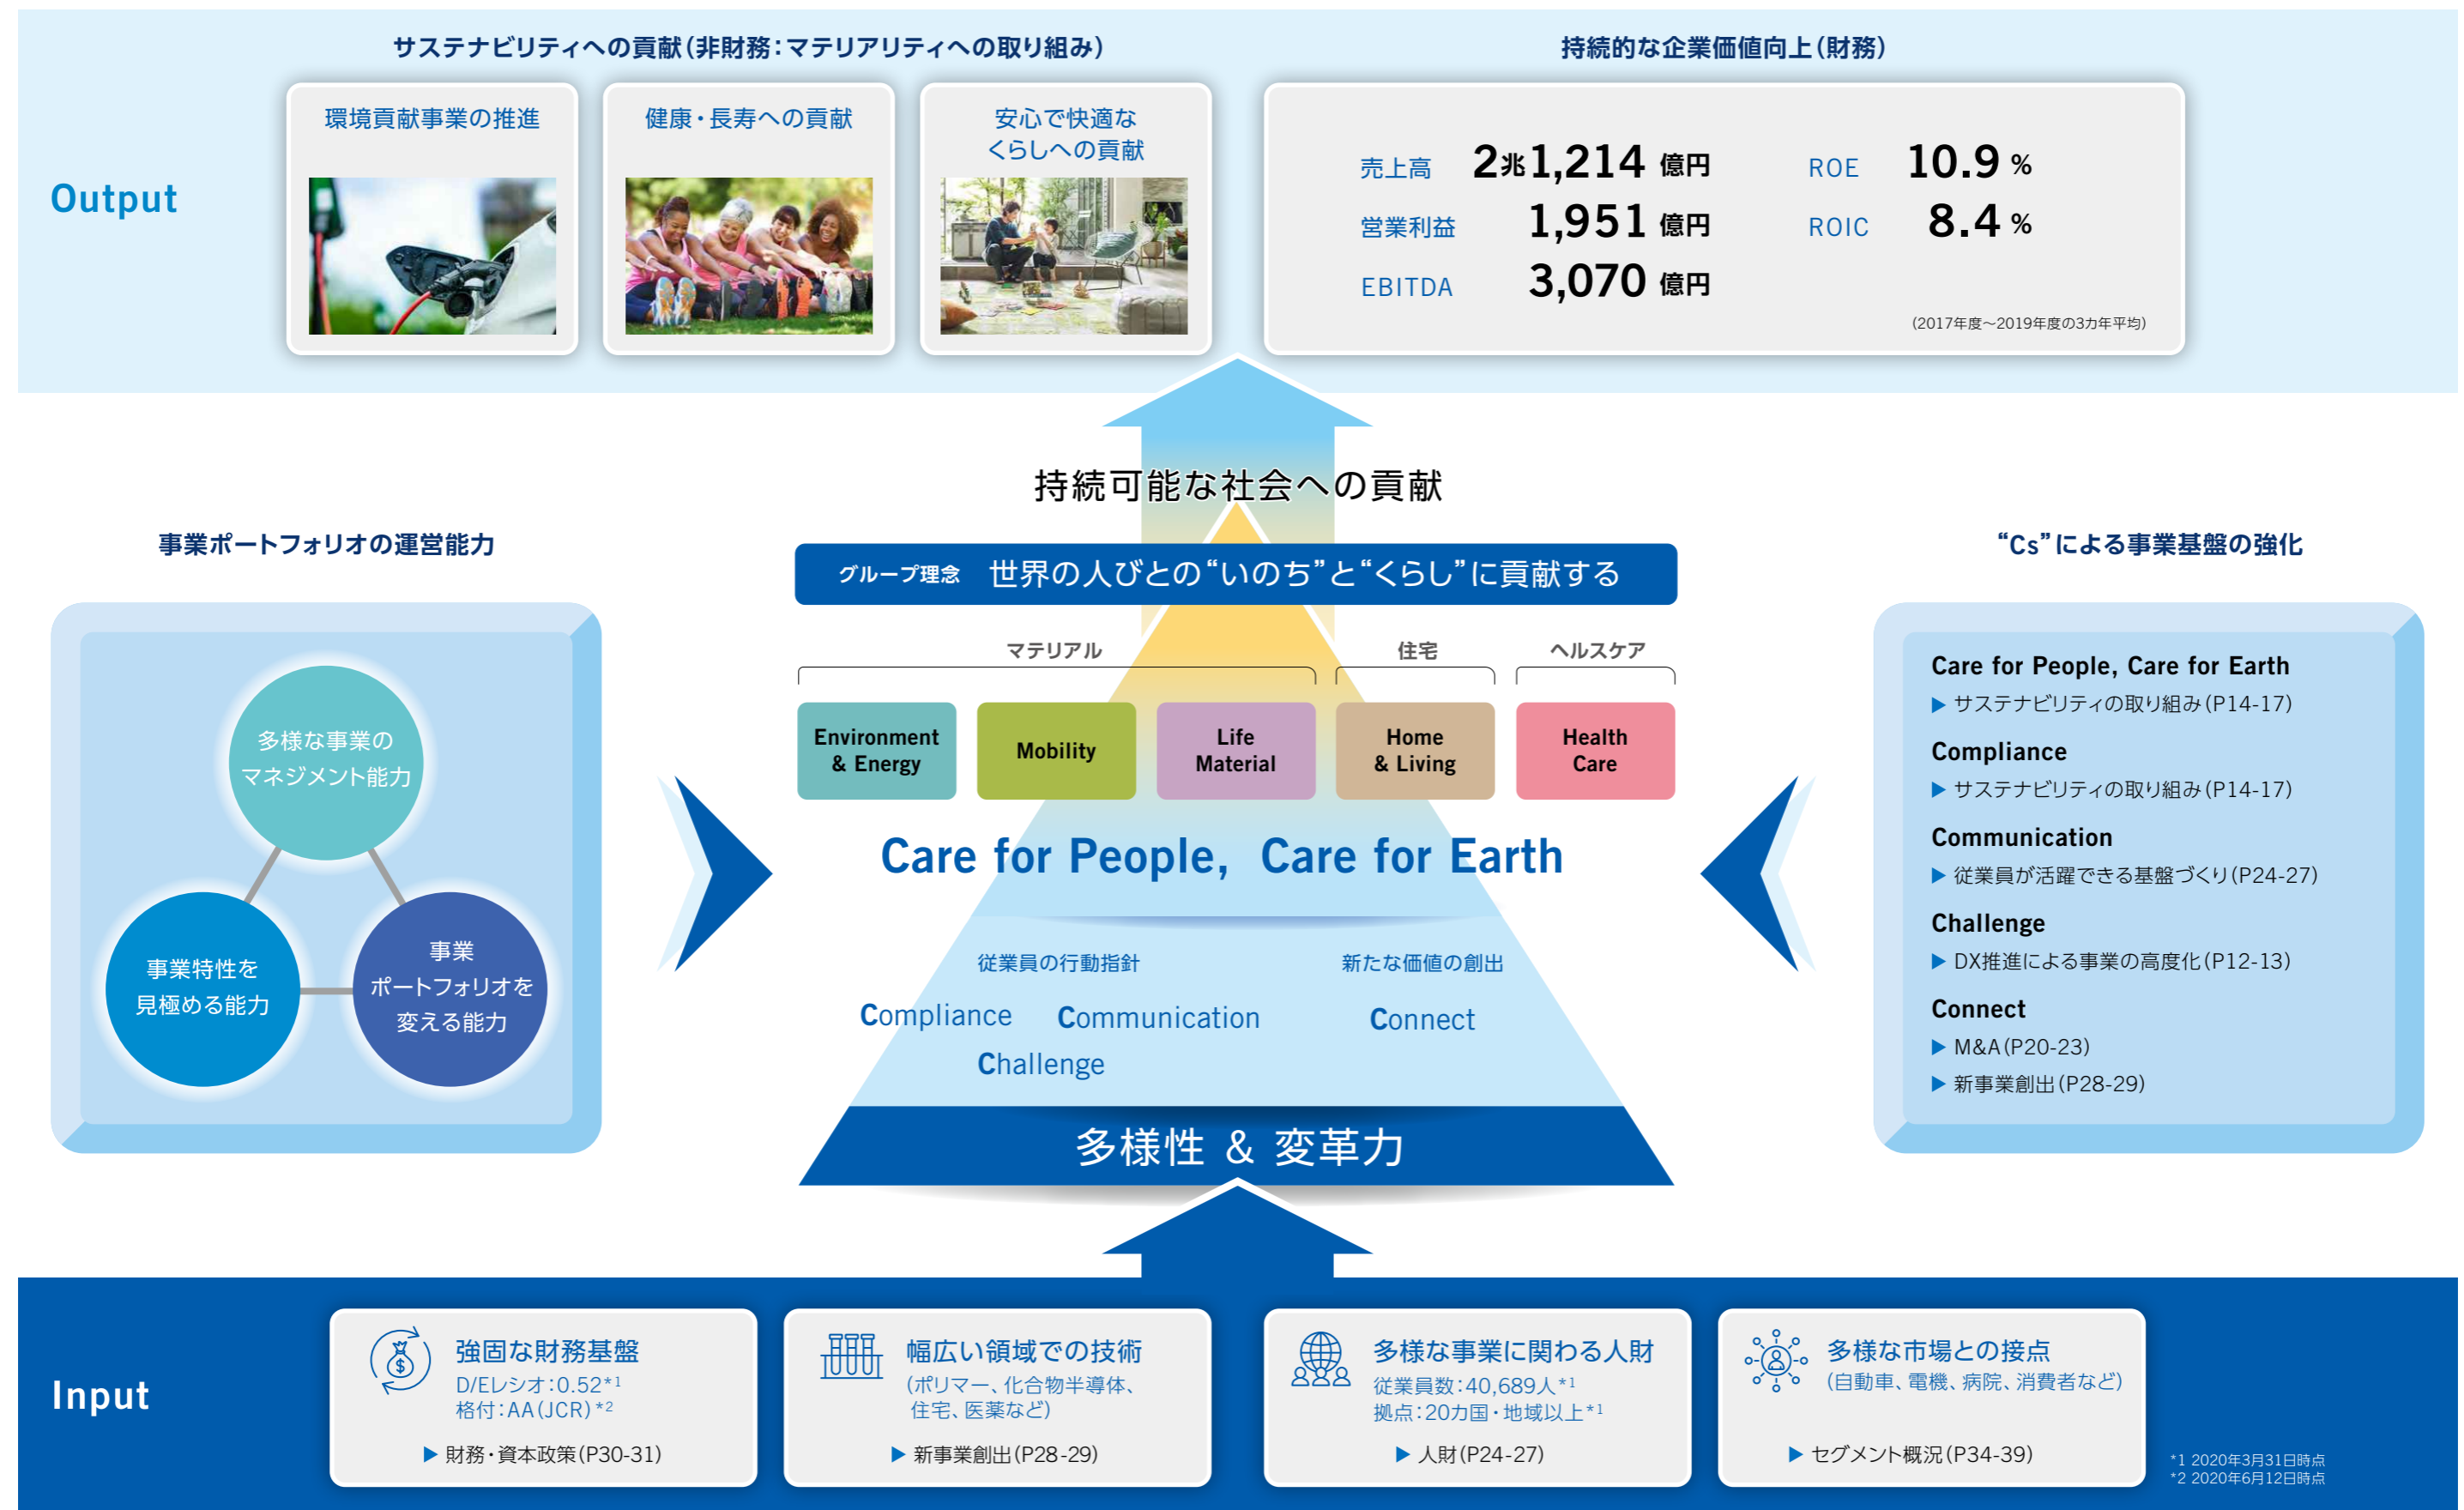 サステナビリティへの貢献(非財務:マテリアリティへの取り組み)
持続的な企業価値向上(財務)
Output
環境貢献事業の推進
健康・長寿への貢献
安心で快適な
くらしへの貢献
売上高 2兆1,214 億円
営業利益 1,951 億円
EBITDA 3,070 億円
ROE 10.9 %
ROIC 8.4 %
(2017年度〜2019年度の3カ年平均)
持続可能な社会への貢献
事業ポートフォリオの運営能力
多様な事業の
マネジメント能力
事業特性を
見極める能力
事業
ポートフォリオを
変える能力
グループ理念 世界の人びとの“いのち”と“くらし”に貢献する
マテリアル
住宅
ヘルスケア
Environment
& Energy
Mobility
Life
Material
Home
& Living
Health
Care
Care for People, Care for Earth
従業員の行動指針
新たな価値の創出
Compliance Communication
Connect
Challenge
多様性 & 変革力
“Cs”による事業基盤の強化
Care for People, Care for Earth
▶ サステナビリティの取り組み(P14-17)
Compliance
▶ サステナビリティの取り組み(P14-17)
Communication
▶ 従業員が活躍できる基盤づくり(P24-27)
Challenge
▶ DX推進による事業の高度化(P12-13)
Connect
▶ M&A(P20-23)
▶ 新事業創出(P28-29)
Input
強固な財務基盤
D/Eレシオ:0.52*1
格付:AA(JCR)*2
▶ 財務・資本政策(P30-31)
幅広い領域での技術
(ポリマー、化合物半導体、
住宅、医薬など)
▶ 新事業創出(P28-29)
多様な事業に関わる人財
従業員数:40,689人*1
拠点:20カ国・地域以上*1
▶ 人財(P24-27)
多様な市場との接点
(自動車、電機、病院、消費者など)
▶ セグメント概況(P34-39)
*1 2020年3月31日時点
*2 2020年6月12日時点